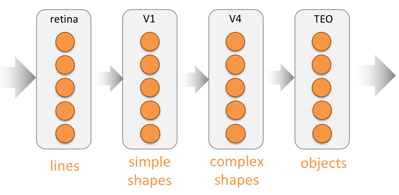 retina
V1
V4
TEO
lines
simple
shapes
complex
shapes
objects